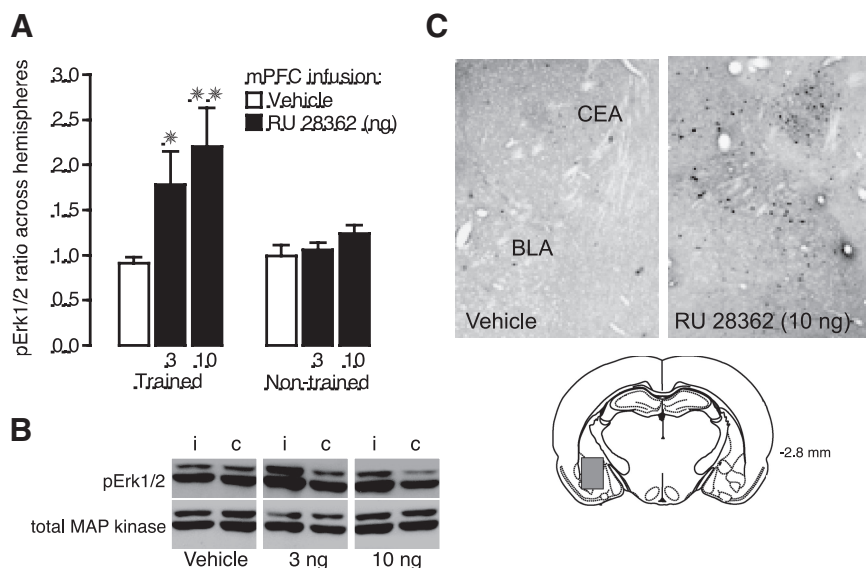 A
pErk1/2 ratio across hemispheres
3.0
2.5
2.0
1.5
1.0
0.5
0.0
mPFC infusion:
Vehicle
RU 28362 (ng)
* 
**
3 10
3 10
Trained
Non-trained
B
i c i c i c
pErk1/2
total MAP kinase
Vehicle 3 ng 10 ng
C
CEA
BLA
Vehicle
RU 28362 (10 ng)
-2.8 mm